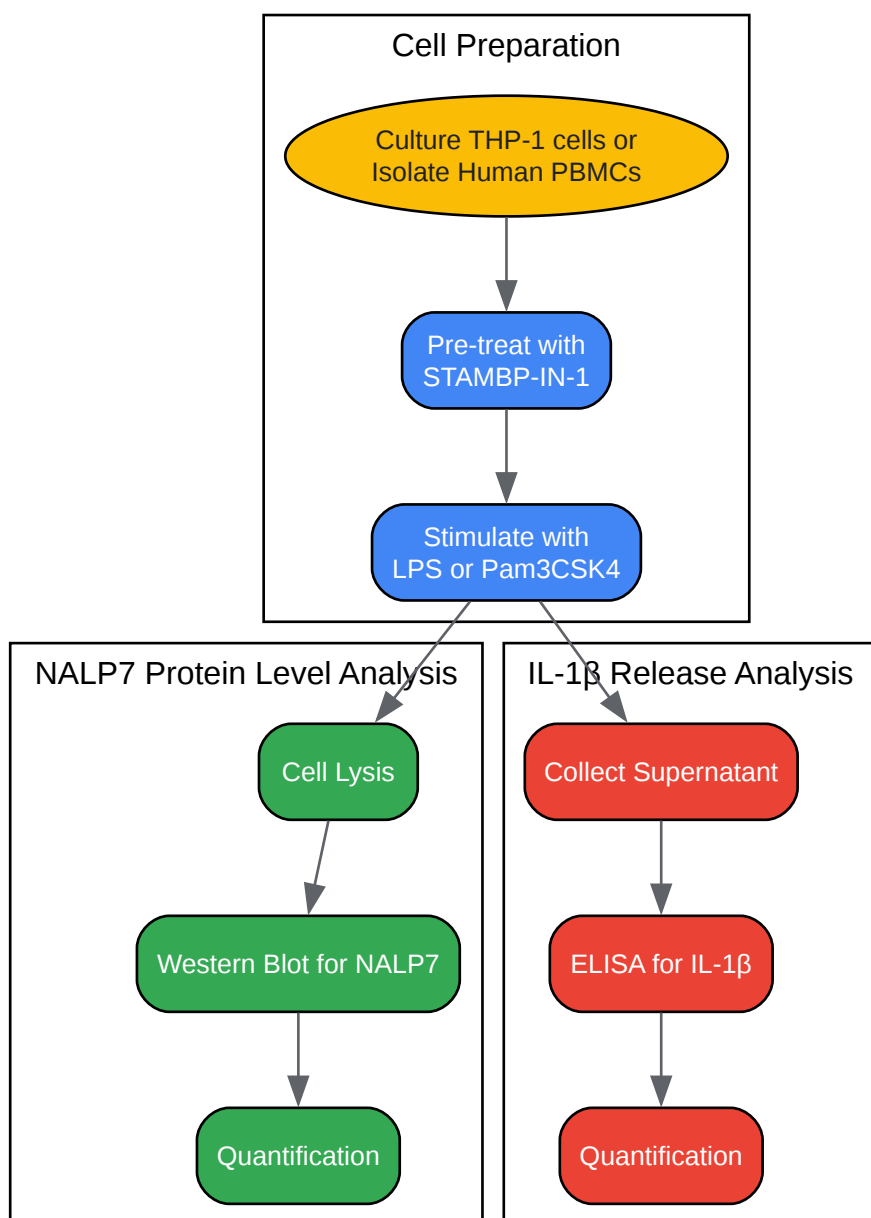 Cell Preparation
Culture THP-1 cells or
Isolate Human PBMCs
Pre-treat with
STAMBP-IN-1
Stimulate with
LPS or Pam3CSK4
NALP7 Protein Level Analysis
Cell Lysis
Western Blot for NALP7
Quantification
IL-1β Release Analysis
Collect Supernatant
ELISA for IL-1β
Quantification